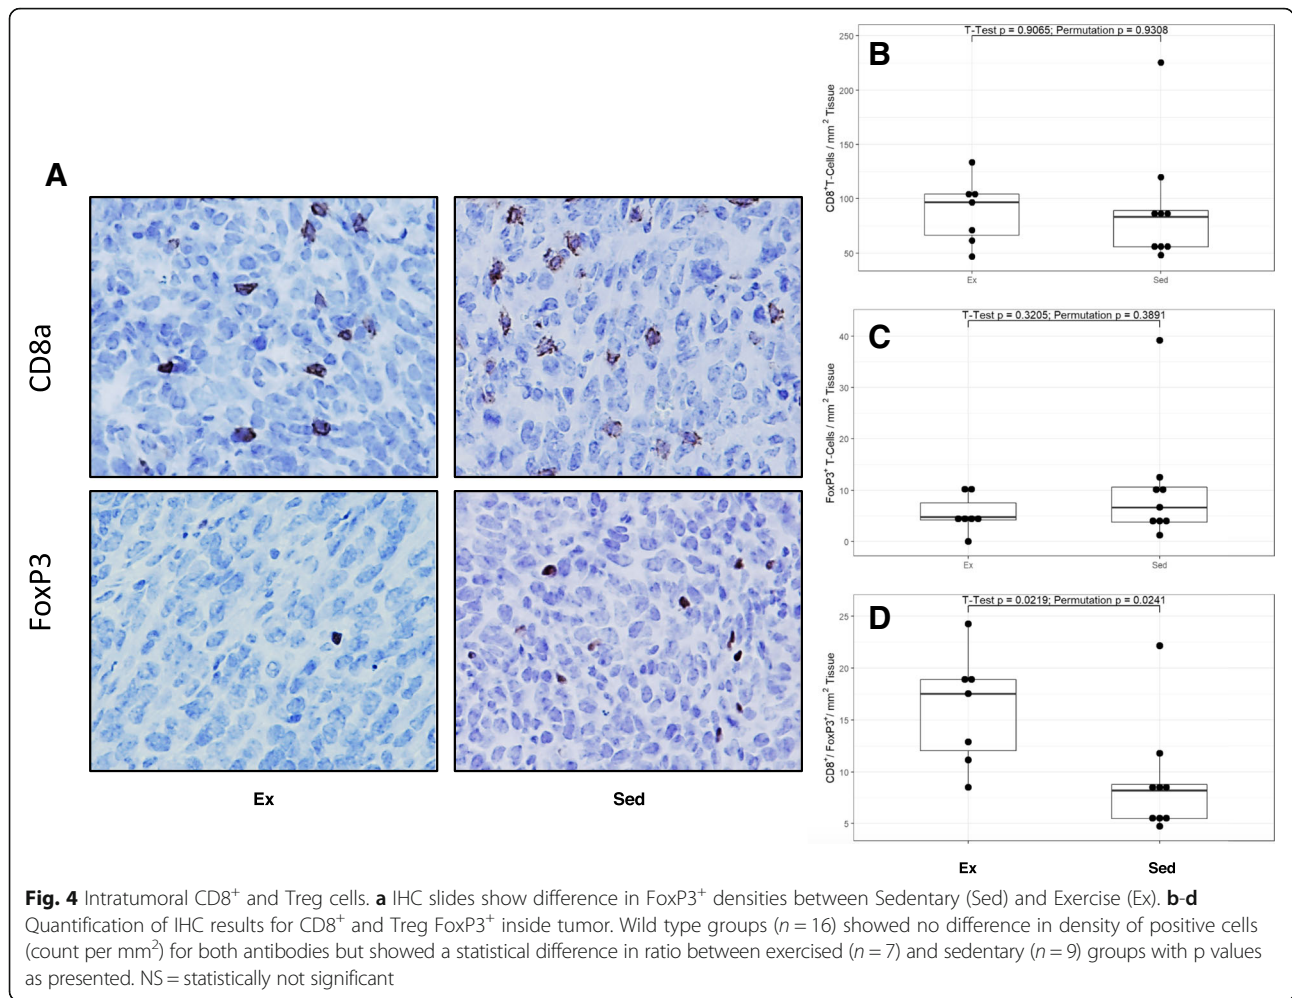 A
CD8a
FoxP3
Ex
Sed
B
T-Test p = 0.9065; Permutation p = 0.9308
CD8⁺T-Cells / mm² Tissue
250
200
150
100
50
Ex
Sed
C
T-Test p = 0.3205; Permutation p = 0.3891
FoxP3⁺ T-Cells / mm² Tissue
40
30
20
10
0
Ex
Sed
D
T-Test p = 0.0219; Permutation p = 0.0241
CD8⁺/ FoxP3⁺/ mm² Tissue
25
20
15
10
5
Ex
Sed
Fig. 4 Intratumoral CD8⁺ and Treg cells. a IHC slides show difference in FoxP3⁺ densities between Sedentary (Sed) and Exercise (Ex). b-d
Quantification of IHC results for CD8⁺ and Treg FoxP3⁺ inside tumor. Wild type groups (n = 16) showed no difference in density of positive cells
(count per mm²) for both antibodies but showed a statistical difference in ratio between exercised (n = 7) and sedentary (n = 9) groups with p values
as presented. NS = statistically not significant